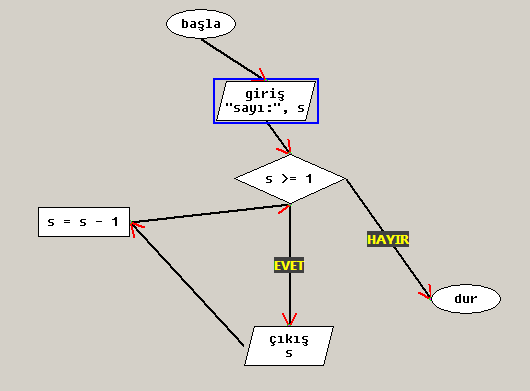 başla
giriş
"sayı:", s
s >= 1
s = s - 1
HAYIR
EVET
dur
çıkış
s